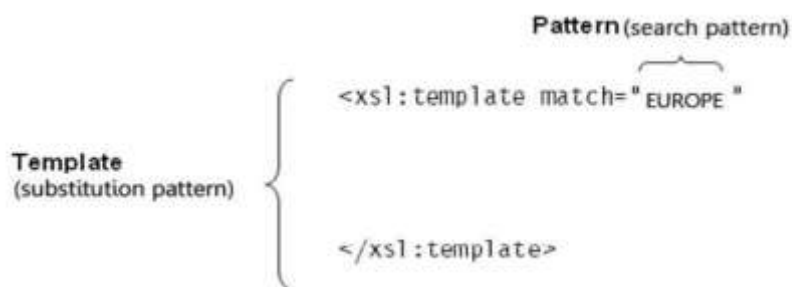 Pattern (search pattern)
<xsl:template match=" EUROPE "
Template
(substitution pattern)
</xsl:template>